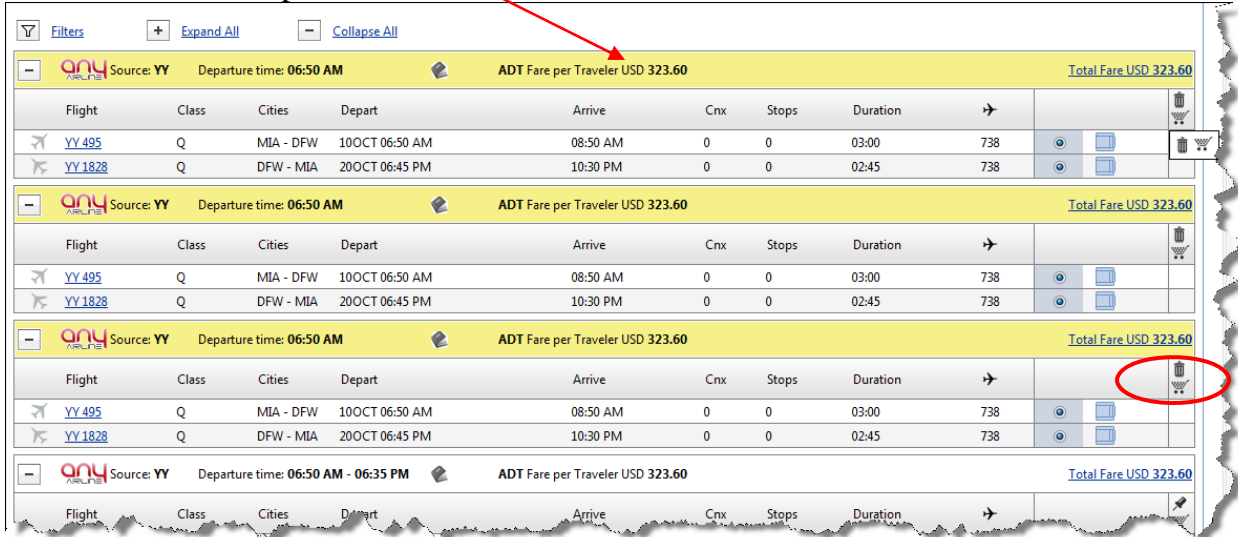 Filters + Expand All − Collapse All
− any AIRLINE Source: YY Departure time: 06:50 AM ADT Fare per Traveler USD 323.60 Total Fare USD 323.60
Flight Class Cities Depart Arrive Cnx Stops Duration
YY 495 Q MIA - DFW 10OCT 06:50 AM 08:50 AM 0 0 03:00 738
YY 1828 Q DFW - MIA 20OCT 06:45 PM 10:30 PM 0 0 02:45 738
− any AIRLINE Source: YY Departure time: 06:50 AM ADT Fare per Traveler USD 323.60 Total Fare USD 323.60
Flight Class Cities Depart Arrive Cnx Stops Duration
YY 495 Q MIA - DFW 10OCT 06:50 AM 08:50 AM 0 0 03:00 738
YY 1828 Q DFW - MIA 20OCT 06:45 PM 10:30 PM 0 0 02:45 738
− any AIRLINE Source: YY Departure time: 06:50 AM ADT Fare per Traveler USD 323.60 Total Fare USD 323.60
Flight Class Cities Depart Arrive Cnx Stops Duration
YY 495 Q MIA - DFW 10OCT 06:50 AM 08:50 AM 0 0 03:00 738
YY 1828 Q DFW - MIA 20OCT 06:45 PM 10:30 PM 0 0 02:45 738
− any AIRLINE Source: YY Departure time: 06:50 AM - 06:35 PM ADT Fare per Traveler USD 323.60 Total Fare USD 323.60
Flight Class Cities Depart Arrive Cnx Stops Duration